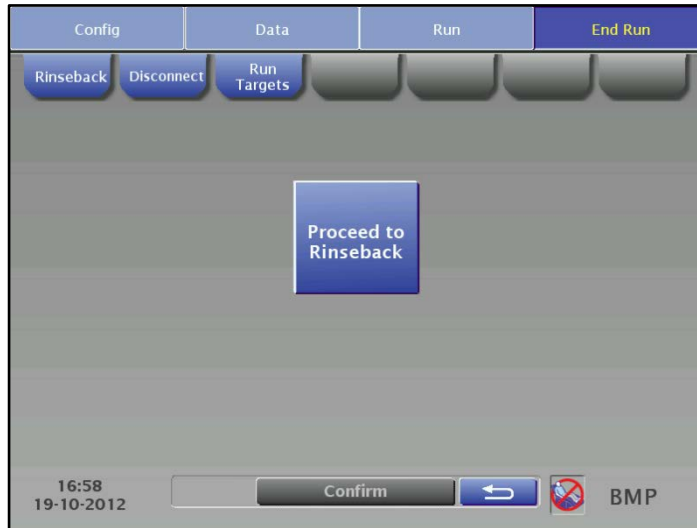 Config
Data
Run
End Run
Rinseback
Disconnect
Run
Targets
Proceed to
Rinseback
16:58
19-10-2012
Confirm
BMP